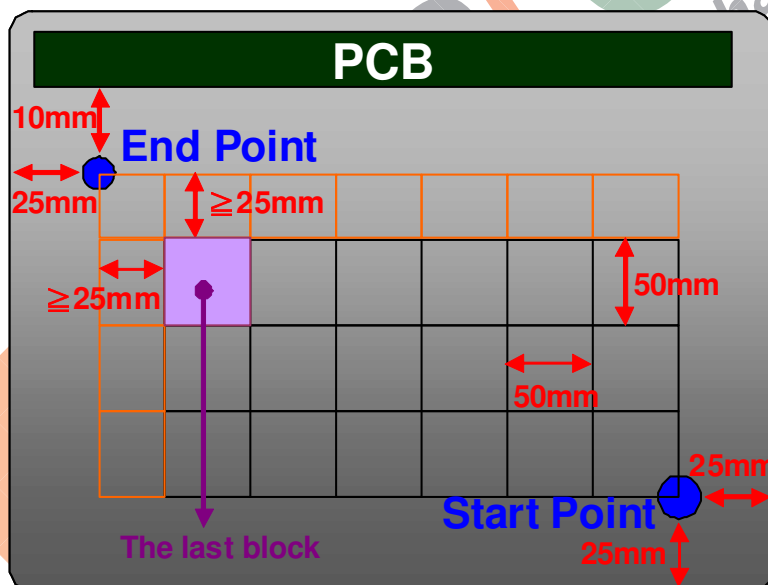 PCB
10mm
End Point
25mm
≧25mm
≧25mm
50mm
50mm
25mm
Start Point
25mm
The last block